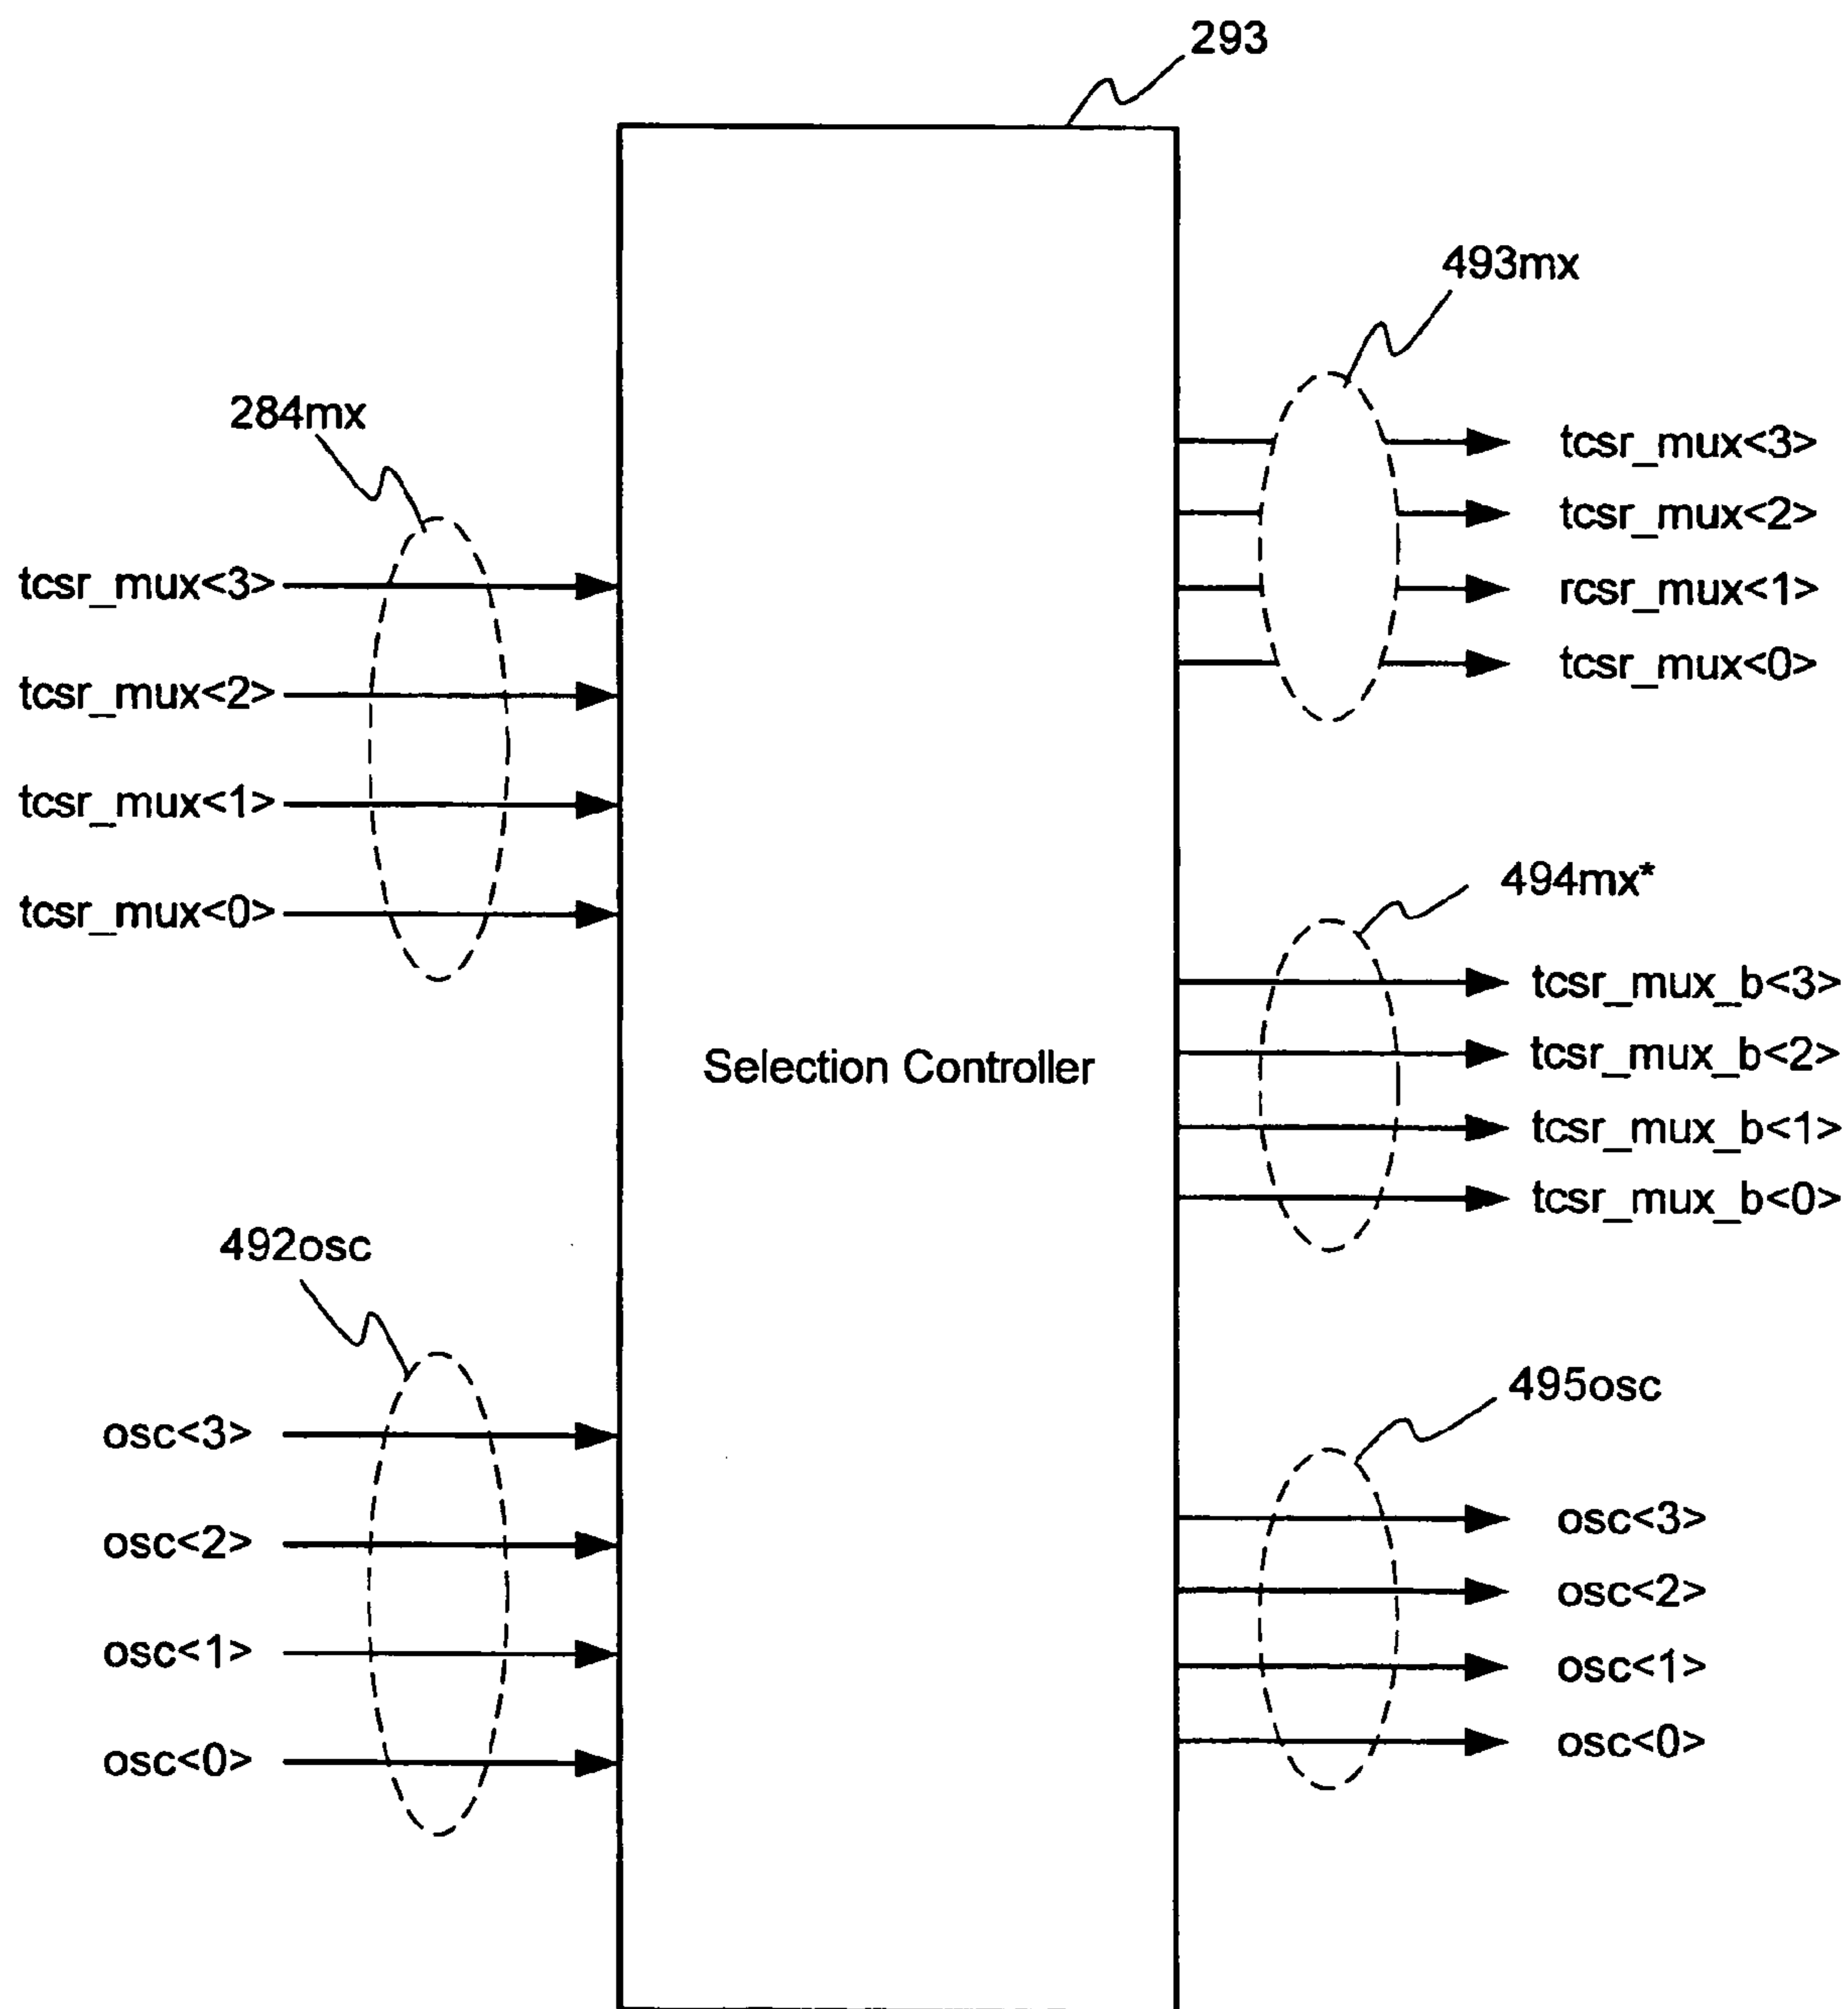 293
493mx
284mx
tcsr_mux<3>
tcsr_mux<2>
rcsr_mux<1>
tcsr_mux<0>
tcsr_mux<3>
tcsr_mux<2>
tcsr_mux<1>
tcsr_mux<0>
494mx*
tcsr_mux_b<3>
tcsr_mux_b<2>
tcsr_mux_b<1>
tcsr_mux_b<0>
Selection Controller
492osc
495osc
osc<3>
osc<2>
osc<1>
osc<0>
osc<3>
osc<2>
osc<1>
osc<0>